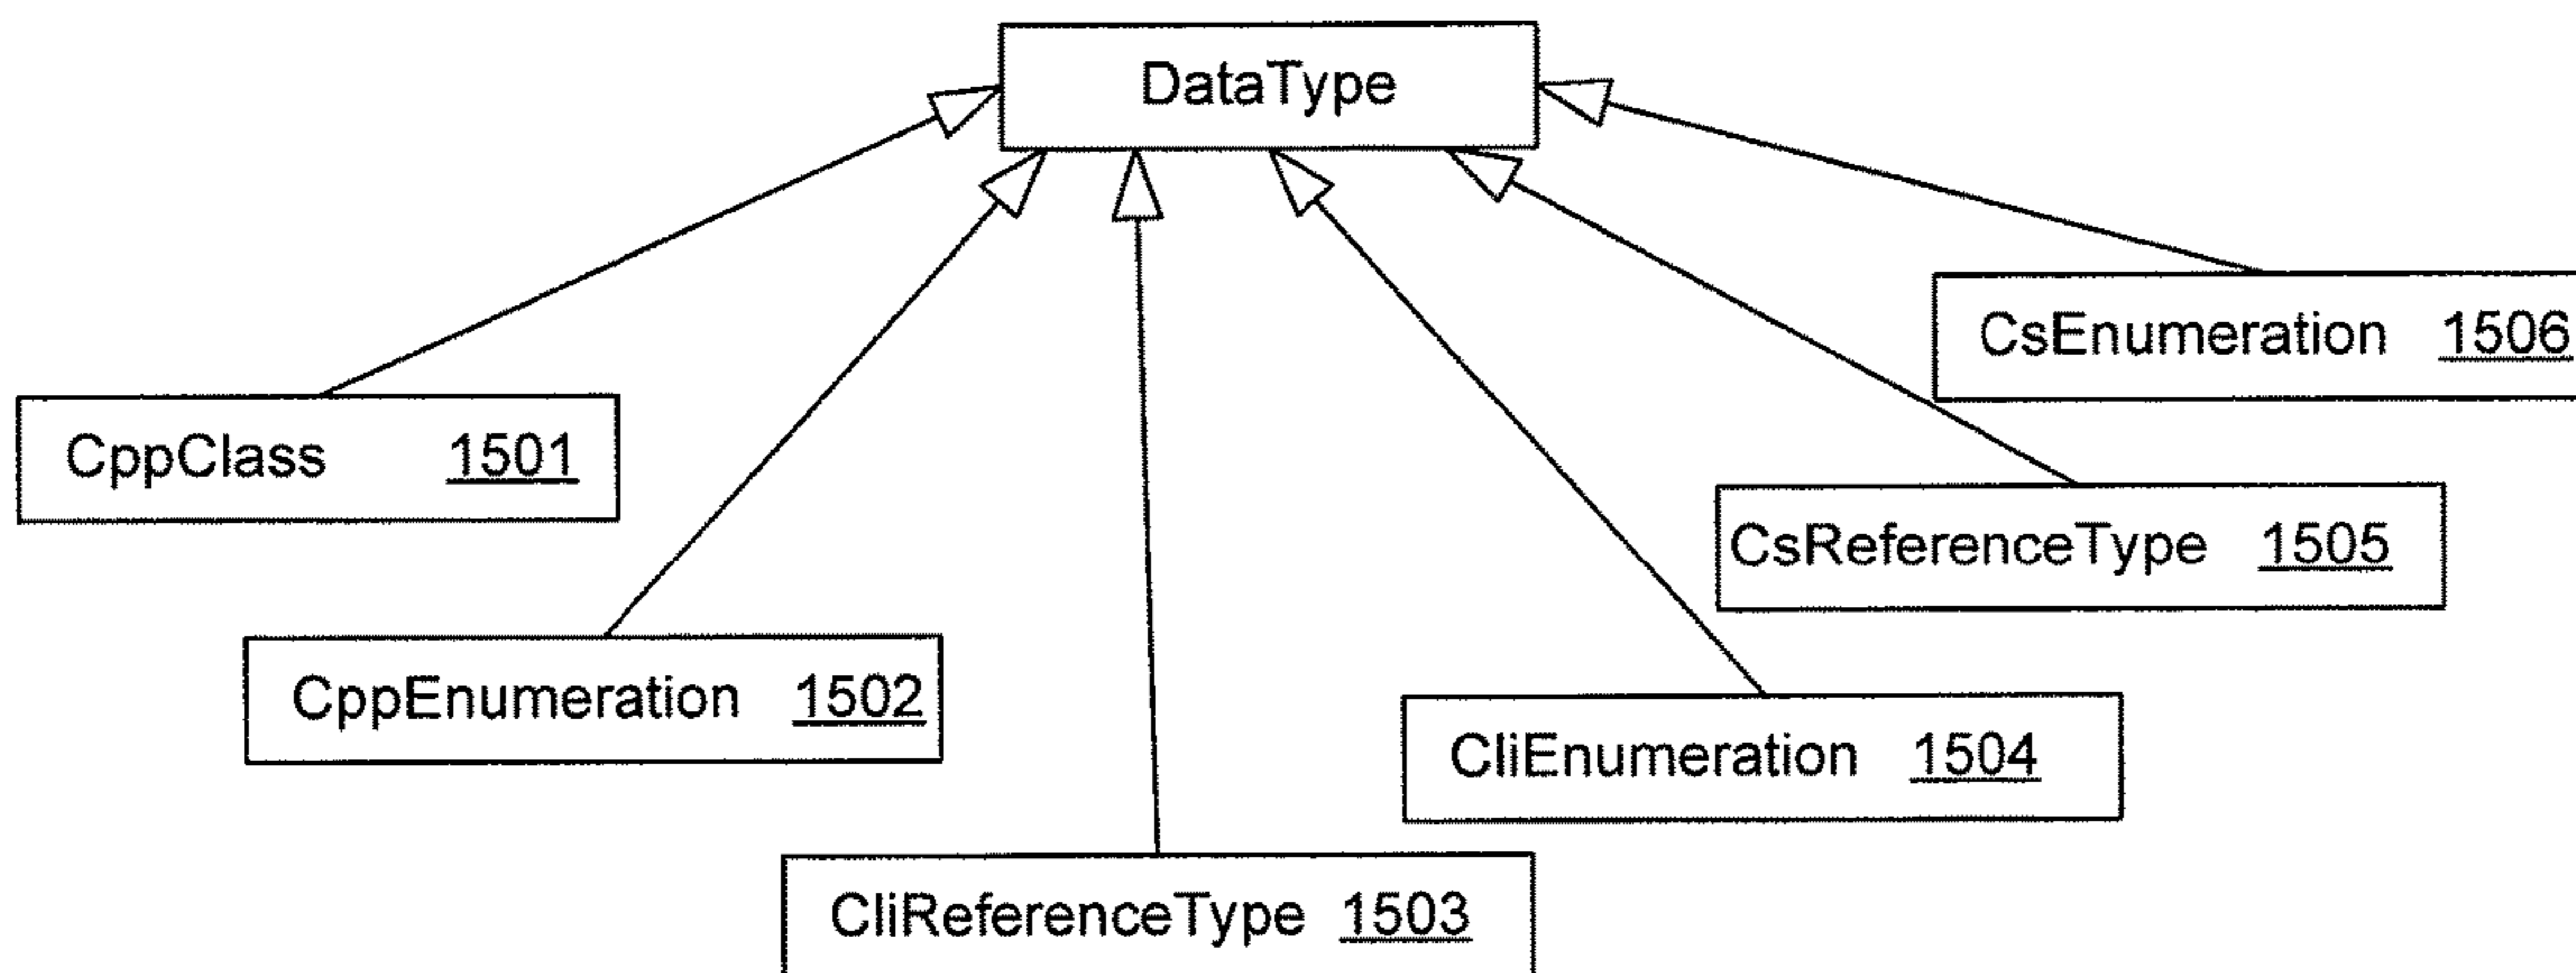 DataType
CsEnumeration 1506
CppClass 1501
CsReferenceType 1505
CppEnumeration 1502
CliEnumeration 1504
CliReferenceType 1503